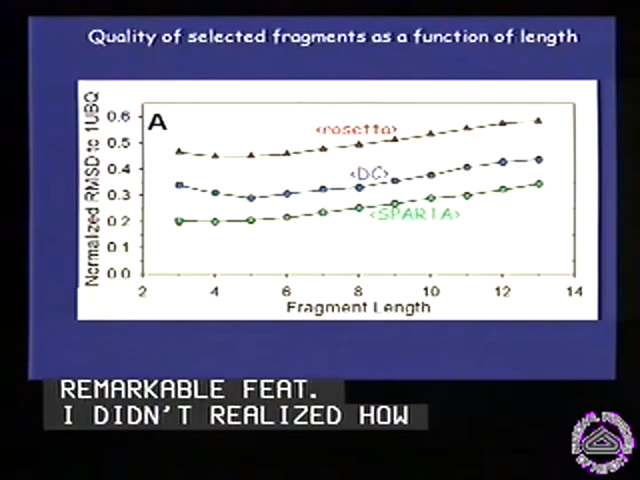 Quality of selected fragments as a function of length
A
Normalized RMSD to 1UBQ
0.6
0.5
0.4
0.3
0.2
0.1
0.0
<rosetta>
<DC>
<SPARTA>
2 4 6 8 10 12 14
Fragment Length
REMARKABLE FEAT.
I DIDN'T REALIZED HOW